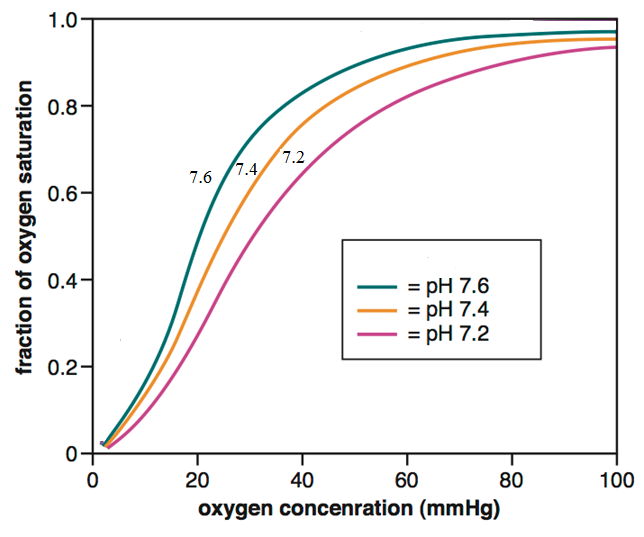 1.0
0.8
0.6
0.4
0.2
0
fraction of oxygen saturation
7.6
7.4
7.2
= pH 7.6
= pH 7.4
= pH 7.2
0 20 40 60 80 100
oxygen concenration (mmHg)